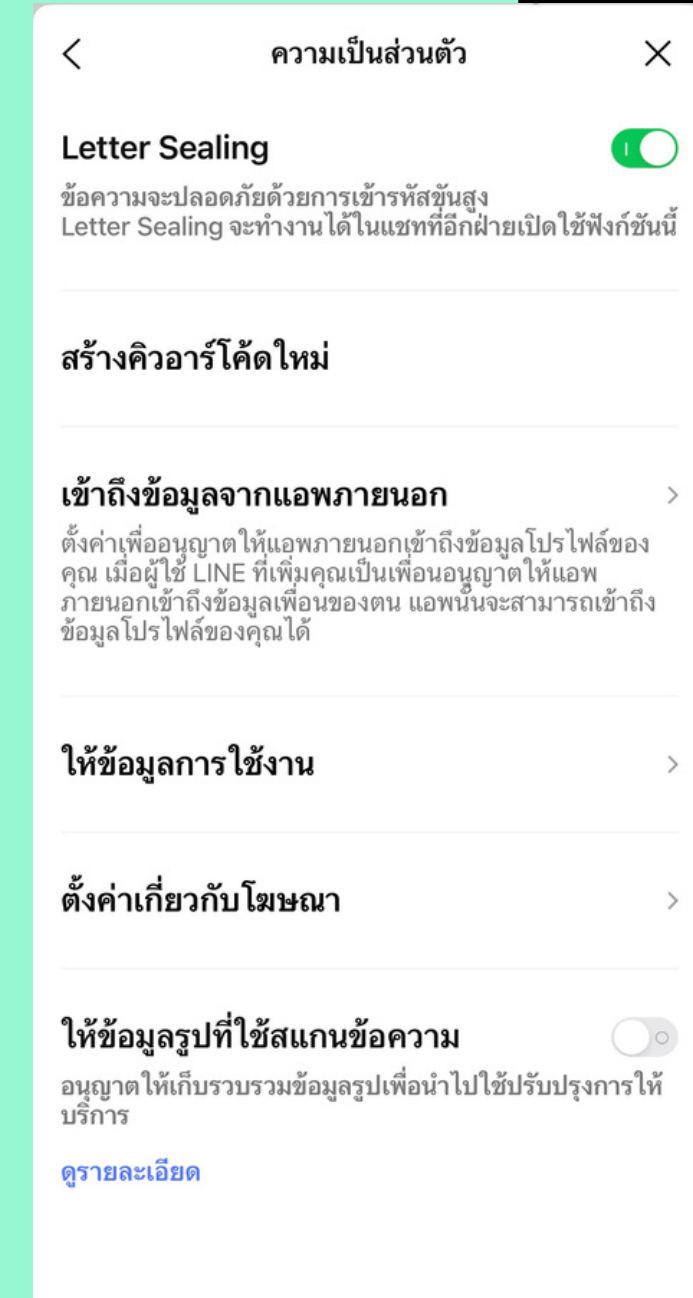 ความเป็นส่วนตัว
Letter Sealing
ข้อความจะปลอดภัยด้วยการเข้ารหัสขั้นสูง
Letter Sealing จะทำงานได้ในแชทที่อีกฝ่ายเปิดใช้ฟังก์ชันนี้
สร้างคิวอาร์โค้ดใหม่
เข้าถึงข้อมูลจากแอพภายนอก
ตั้งค่าเพื่ออนุญาตให้แอพภายนอกเข้าถึงข้อมูลโปรไฟล์ของ
คุณ เมื่อผู้ใช้ LINE ที่เพิ่มคุณเป็นเพื่อนอนุญาตให้แอพ
ภายนอกเข้าถึงข้อมูลเพื่อนของตน แอพนั้นจะสามารถเข้าถึง
ข้อมูลโปรไฟล์ของคุณได้
ให้ข้อมูลการใช้งาน
ตั้งค่าเกี่ยวกับโฆษณา
ให้ข้อมูลรูปที่ใช้สแกนข้อความ
อนุญาตให้เก็บรวบรวมข้อมูลรูปเพื่อนำไปใช้ปรับปรุงการให้
บริการ
ดูรายละเอียด